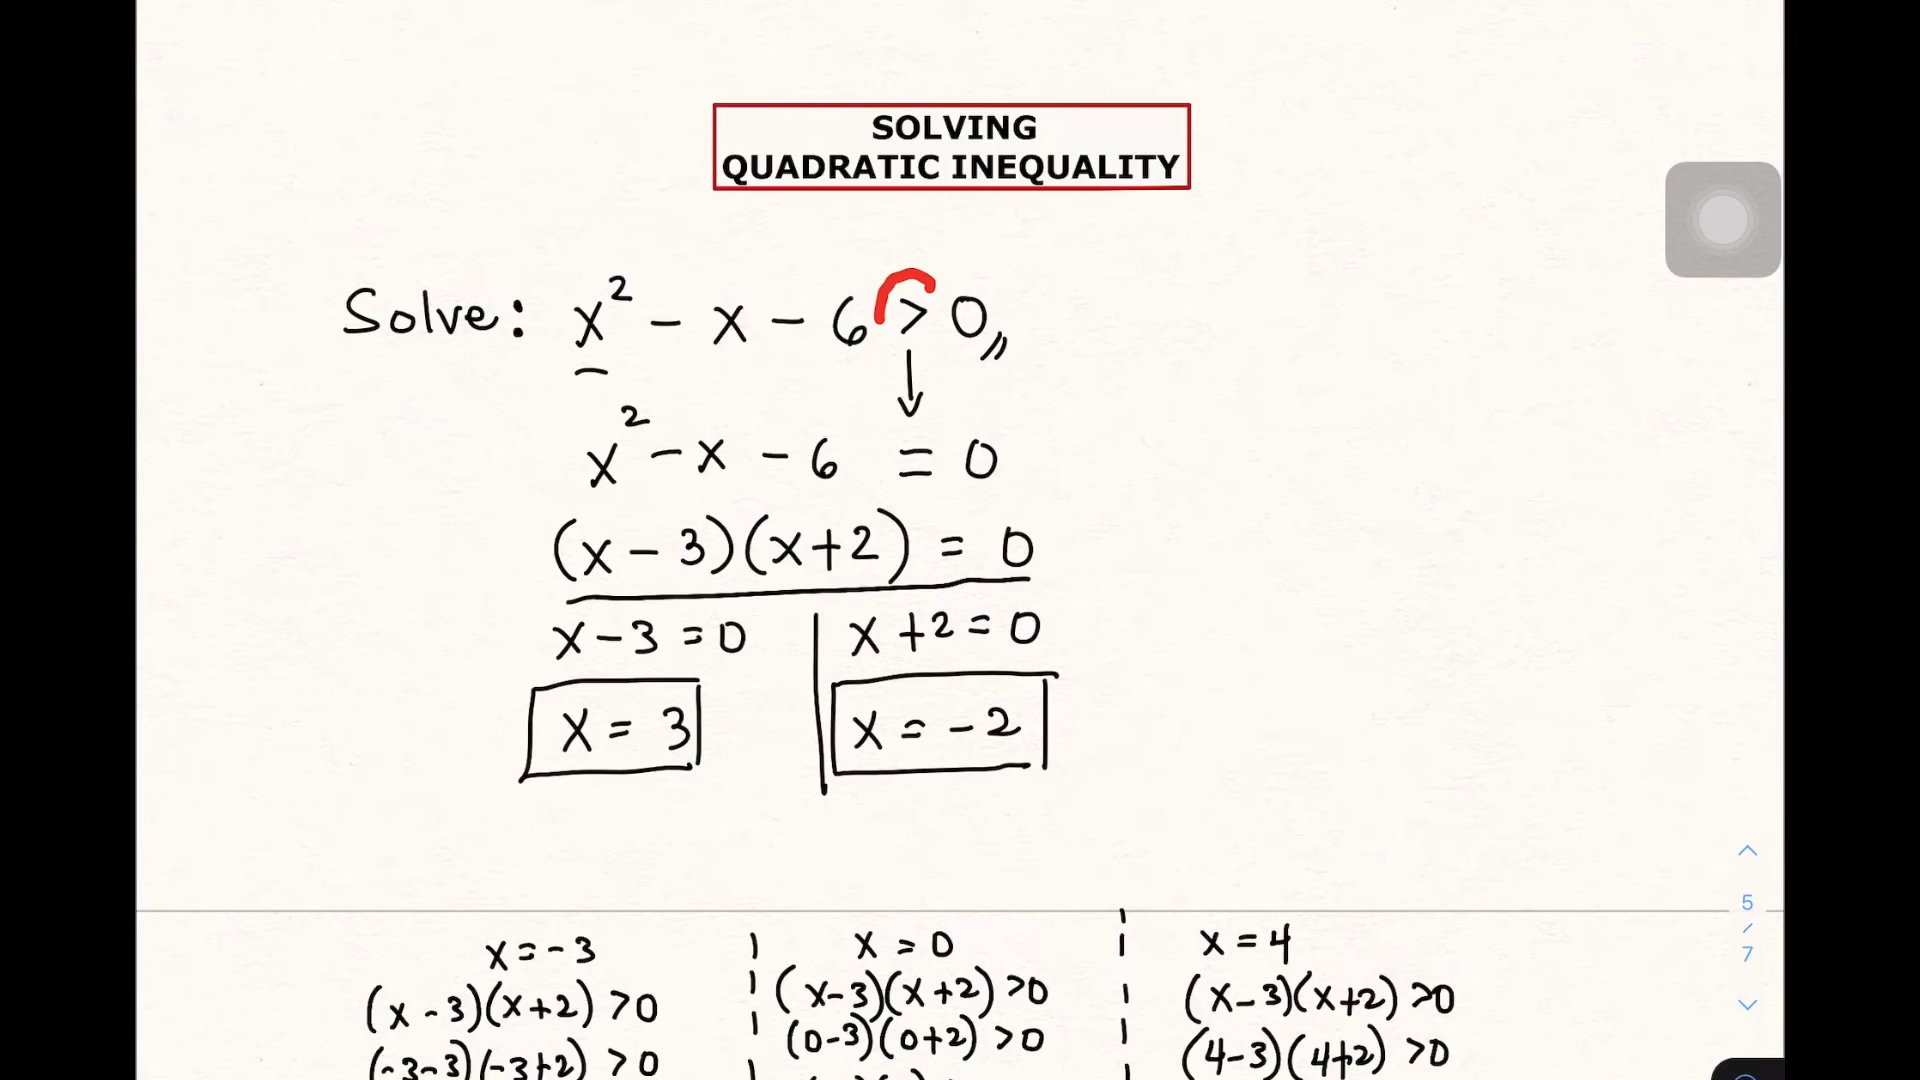 SOLVING
QUADRATIC INEQUALITY
Solve: x² - x - 6 > 0,,
x² - x - 6 = 0
(x - 3)(x+2) = 0
x - 3 = 0 | x + 2 = 0
x = 3 | x = -2
5
/
7
x = -3 | x = 0 | x = 4
(x - 3)(x+2) > 0 | (x-3)(x+2) > 0 | (x-3)(x+2) > 0
(-3-3)(-3+2) > 0 | (0-3)(0+2) > 0 | (4-3)(4+2) > 0